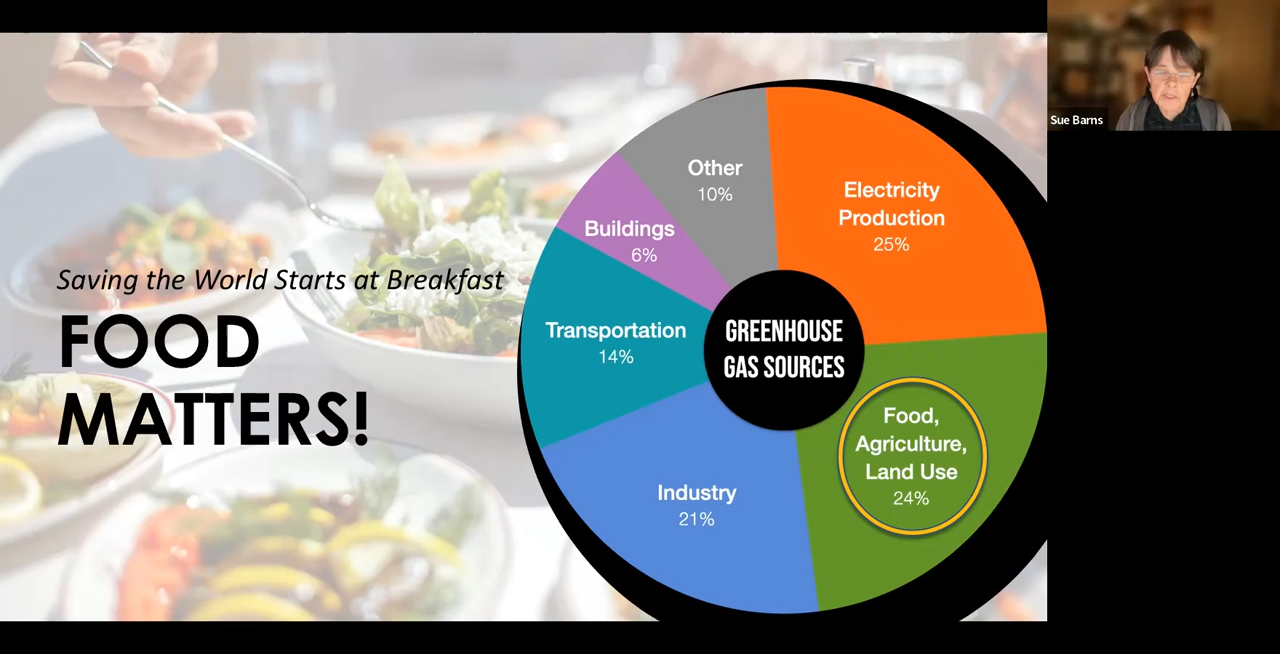 Saving the World Starts at Breakfast
FOOD
MATTERS!
Other
10%
Electricity
Production
25%
Buildings
6%
Transportation
14%
GREENHOUSE
GAS SOURCES
Food,
Agriculture,
Land Use
24%
Industry
21%
Sue Barns